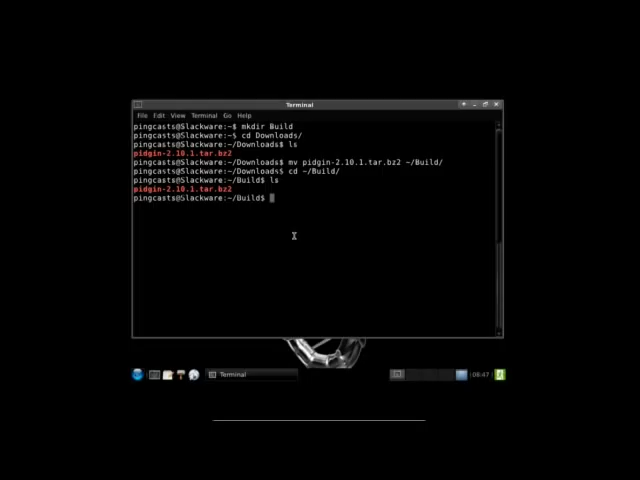 Terminal
File Edit View Terminal Go Help
pingcasts@Slackware:~$ mkdir Build
pingcasts@Slackware:~$ cd Downloads/
pingcasts@Slackware:~/Downloads$ ls
pidgin-2.10.1.tar.bz2
pingcasts@Slackware:~/Downloads$ mv pidgin-2.10.1.tar.bz2 ~/Build/
pingcasts@Slackware:~/Downloads$ cd ~/Build/
pingcasts@Slackware:~/Build$ ls
pidgin-2.10.1.tar.bz2
pingcasts@Slackware:~/Build$
Terminal
06:47